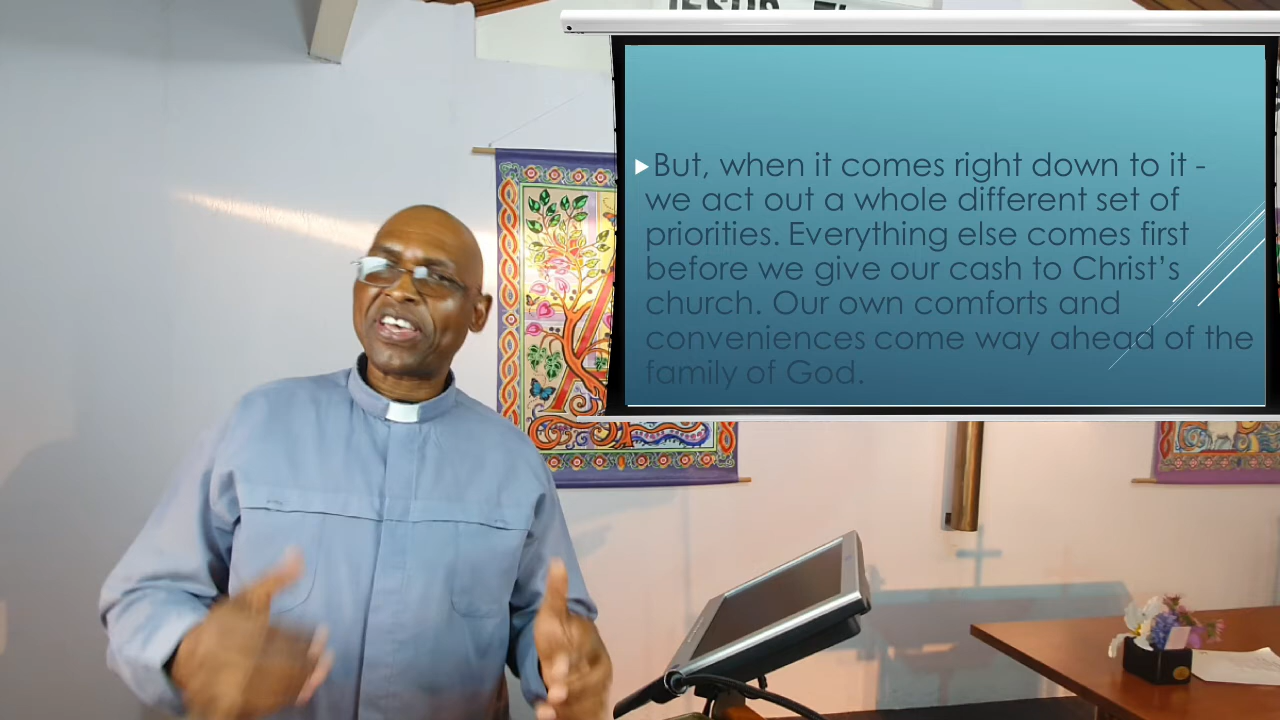 JESUS
But, when it comes right down to it -
we act out a whole different set of
priorities. Everything else comes first
before we give our cash to Christ's
church. Our own comforts and
conveniences come way ahead of the
family of God.